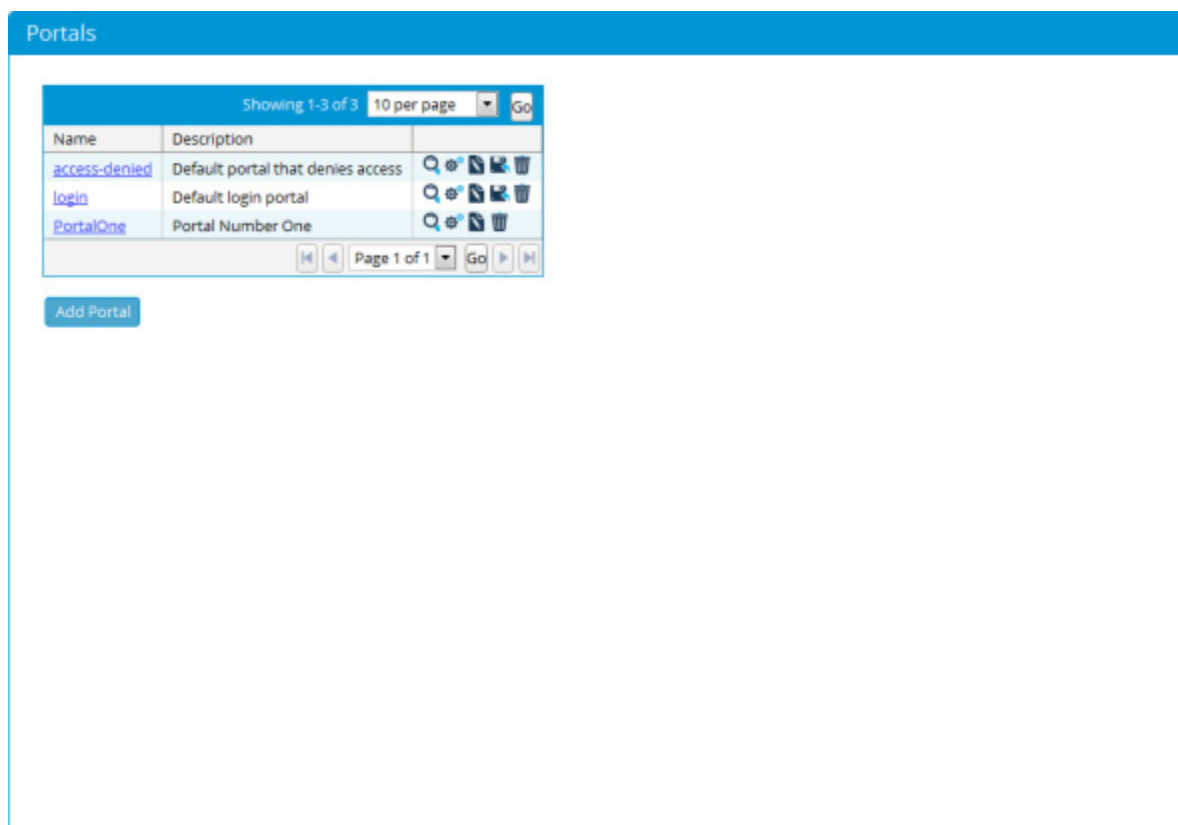 Portals
Showing 1-3 of 3 10 per page Go
Name Description
access-denied Default portal that denies access
login Default login portal
PortalOne Portal Number One
Page 1 of 1 Go
Add Portal